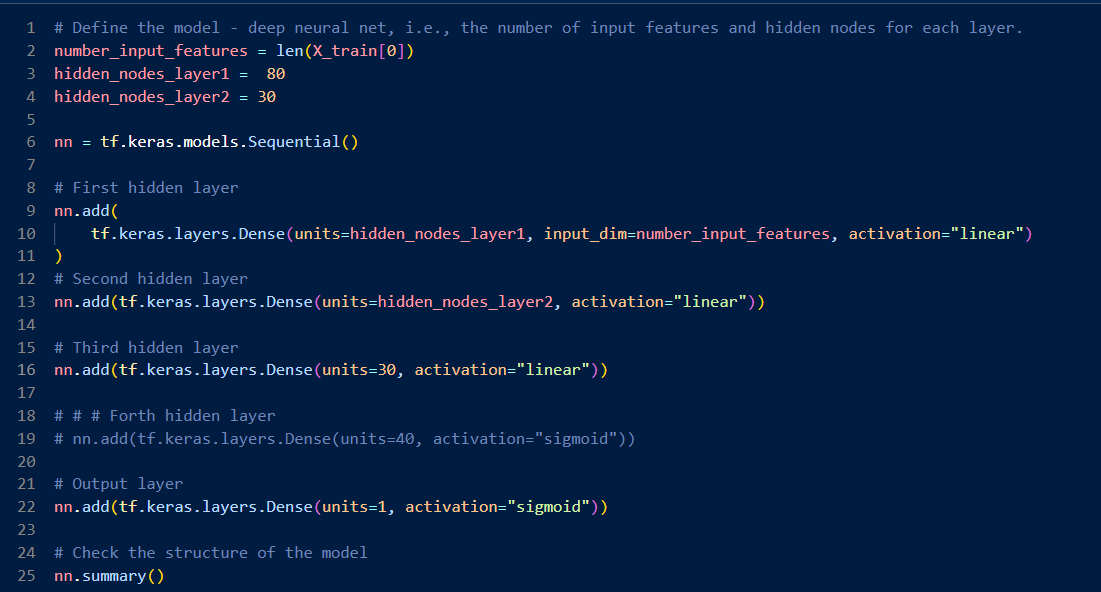 1 # Define the model - deep neural net, i.e., the number of input features and hidden nodes for each layer.
2 number_input_features = len(X_train[0])
3 hidden_nodes_layer1 =  80
4 hidden_nodes_layer2 = 30
5
6 nn = tf.keras.models.Sequential()
7
8 # First hidden layer
9 nn.add(
10     tf.keras.layers.Dense(units=hidden_nodes_layer1, input_dim=number_input_features, activation="linear")
11 )
12 # Second hidden layer
13 nn.add(tf.keras.layers.Dense(units=hidden_nodes_layer2, activation="linear"))
14
15 # Third hidden layer
16 nn.add(tf.keras.layers.Dense(units=30, activation="linear"))
17
18 # # # Forth hidden layer
19 # nn.add(tf.keras.layers.Dense(units=40, activation="sigmoid"))
20
21 # Output layer
22 nn.add(tf.keras.layers.Dense(units=1, activation="sigmoid"))
23
24 # Check the structure of the model
25 nn.summary()